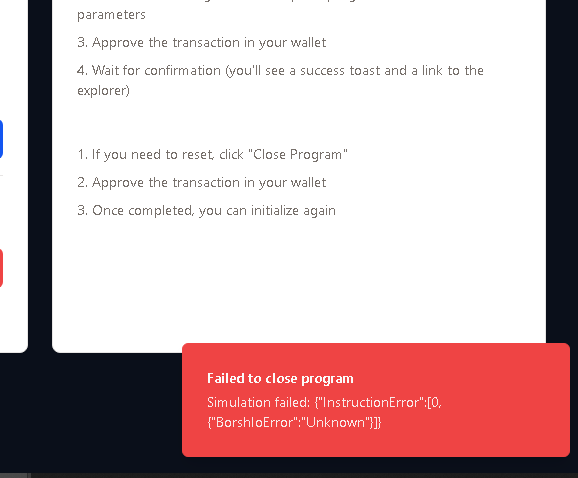 parameters
3. Approve the transaction in your wallet
4. Wait for confirmation (you'll see a success toast and a link to the
explorer)
1. If you need to reset, click "Close Program"
2. Approve the transaction in your wallet
3. Once completed, you can initialize again
Failed to close program
Simulation failed: {"InstructionError":[0,
{"BorshIoError":"Unknown"}]}